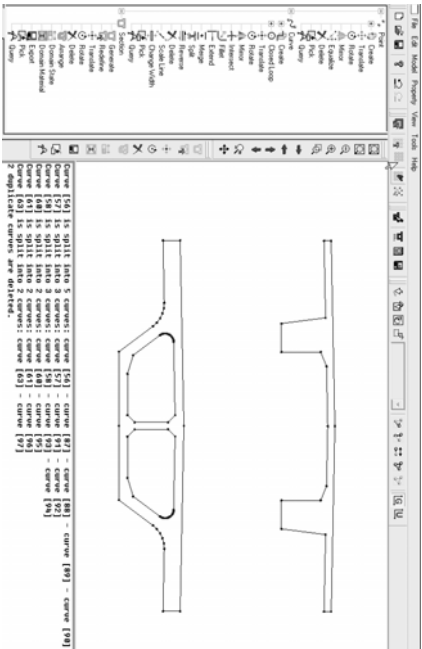 File Edit Model Property View Tools Help
Point
Create
Translate
Rotate
Mirror
Equalize
Delete
Pick
Query
Curve
Create
Closed Loop
Translate
Rotate
Mirror
Intersect
Fillet
Extend
Merge
Split
Reverse
Delete
Scale Line
Change Width
Pick
Query
Section
Generate
Redefine
Translate
Rotate
Delete
Arrange
Domain State
Domain Material
Export
Pick
Query
Curve [56] is split into 5 curves: curve [56] - curve [87] - curve [88] - curve [89] - curve [90]
Curve [57] is split into 3 curves: curve [57] - curve [91] - curve [92]
Curve [58] is split into 3 curves: curve [58] - curve [93] - curve [94]
Curve [60] is split into 2 curves: curve [60] - curve [95]
Curve [61] is split into 2 curves: curve [61] - curve [96]
Curve [63] is split into 2 curves: curve [63] - curve [97]
2 duplicate curves are deleted.